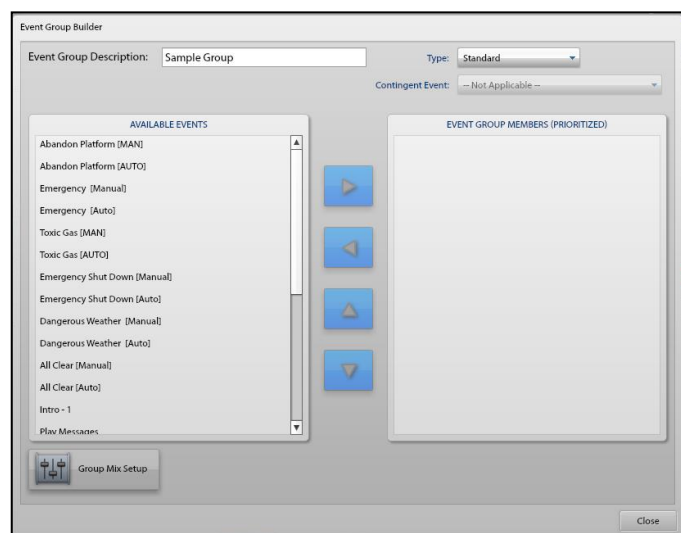 Event Group Builder
Event Group Description: Sample Group Type: Standard
Contingent Event: -- Not Applicable --
AVAILABLE EVENTS
Abandon Platform [MAN]
Abandon Platform [AUTO]
Emergency [Manual]
Emergency [Auto]
Toxic Gas [MAN]
Toxic Gas [AUTO]
Emergency Shut Down [Manual]
Emergency Shut Down [Auto]
Dangerous Weather [Manual]
Dangerous Weather [Auto]
All Clear [Manual]
All Clear [Auto]
Intro - 1
Play Messages
EVENT GROUP MEMBERS (PRIORITIZED)
Group Mix Setup
Close